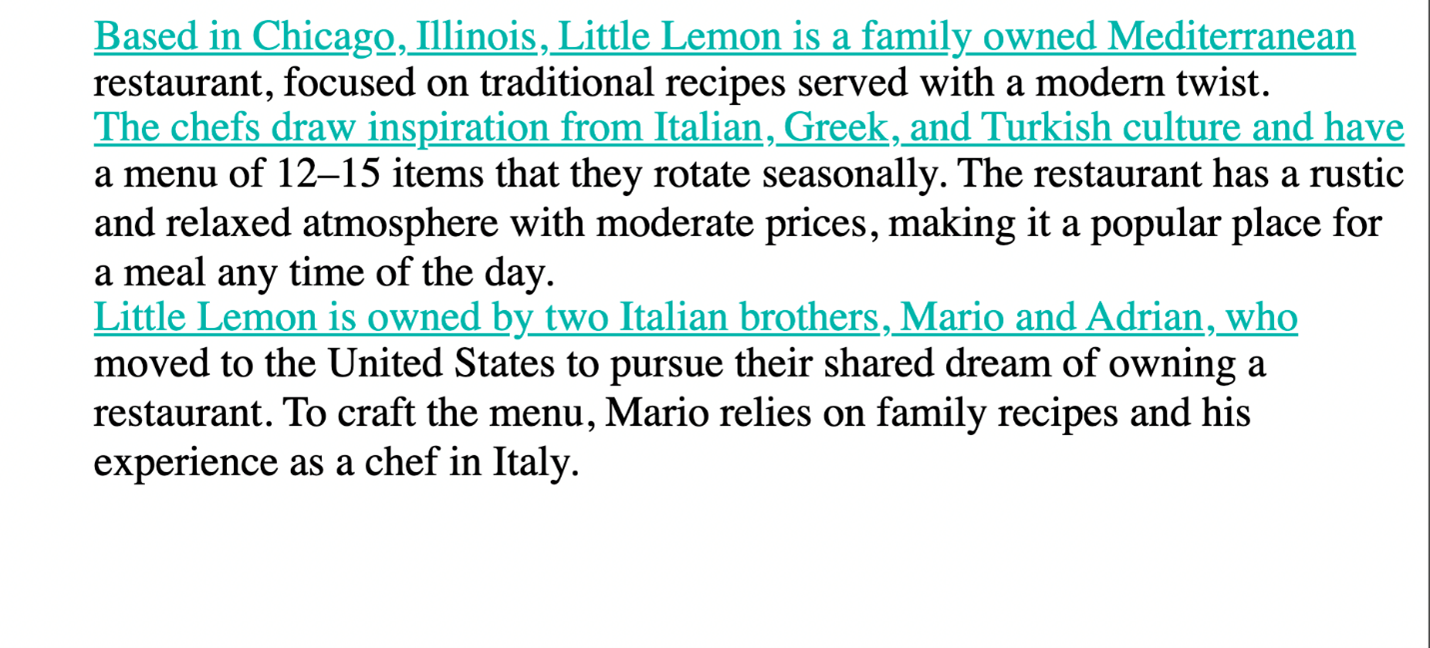 Based in Chicago, Illinois, Little Lemon is a family owned Mediterranean
restaurant, focused on traditional recipes served with a modern twist.
The chefs draw inspiration from Italian, Greek, and Turkish culture and have
a menu of 12–15 items that they rotate seasonally. The restaurant has a rustic
and relaxed atmosphere with moderate prices, making it a popular place for
a meal any time of the day.
Little Lemon is owned by two Italian brothers, Mario and Adrian, who
moved to the United States to pursue their shared dream of owning a
restaurant. To craft the menu, Mario relies on family recipes and his
experience as a chef in Italy.